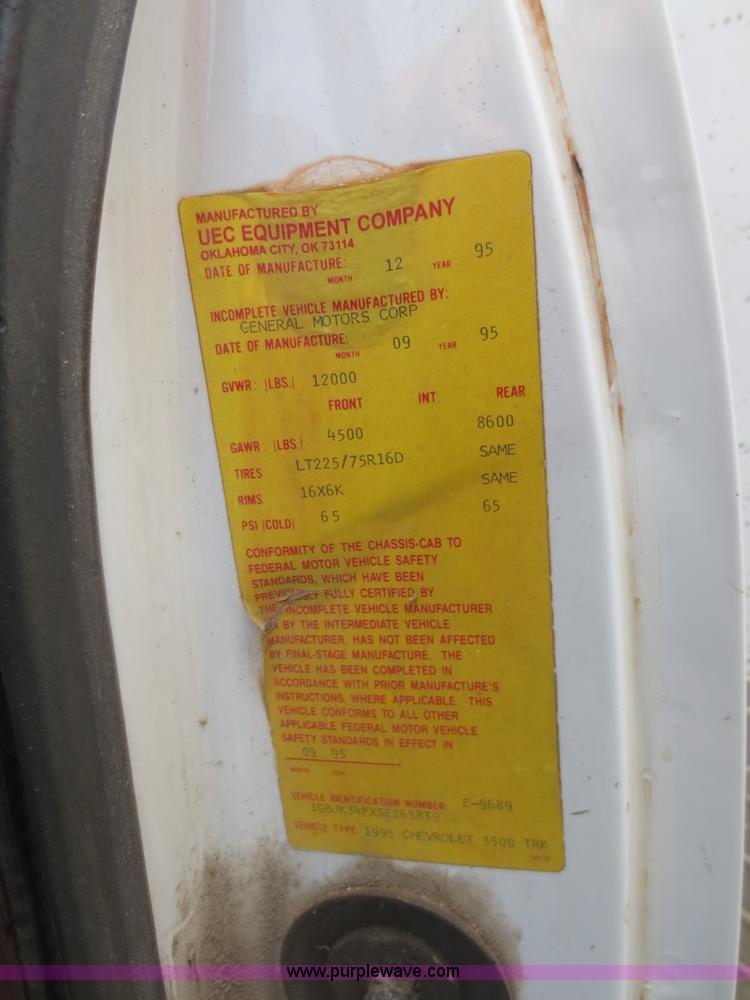 MANUFACTURED BY
UEC EQUIPMENT COMPANY
OKLAHOMA CITY, OK 73114
DATE OF MANUFACTURE: 12 95
MONTH YEAR
INCOMPLETE VEHICLE MANUFACTURED BY:
GENERAL MOTORS CORP
DATE OF MANUFACTURE: 09 95
MONTH YEAR
GVWR: |LBS.| 12000
FRONT INT. REAR
GAWR: |LBS.| 4500 8600
TIRES LT225/75R16D SAME
RIMS 16X6K SAME
PSI |COLD| 65 65
CONFORMITY OF THE CHASSIS-CAB TO
FEDERAL MOTOR VEHICLE SAFETY
STANDARDS, WHICH HAVE BEEN
PREVIOUSLY FULLY CERTIFIED BY
THE INCOMPLETE VEHICLE MANUFACTURER
BY THE INTERMEDIATE VEHICLE
MANUFACTURER, HAS NOT BEEN AFFECTED
BY FINAL-STAGE MANUFACTURE. THE
VEHICLE HAS BEEN COMPLETED IN
ACCORDANCE WITH PRIOR MANUFACTURE'S
INSTRUCTIONS, WHERE APPLICABLE. THIS
VEHICLE CONFORMS TO ALL OTHER
APPLICABLE FEDERAL MOTOR VEHICLE
SAFETY STANDARDS IN EFFECT IN
09 95
MONTH YEAR
VEHICLE IDENTIFICATION NUMBER E-9689
1GBJK34FXSE265839
VEHICLE TYPE 1995 CHEVROLET 3500 TRK
www.purplewave.com